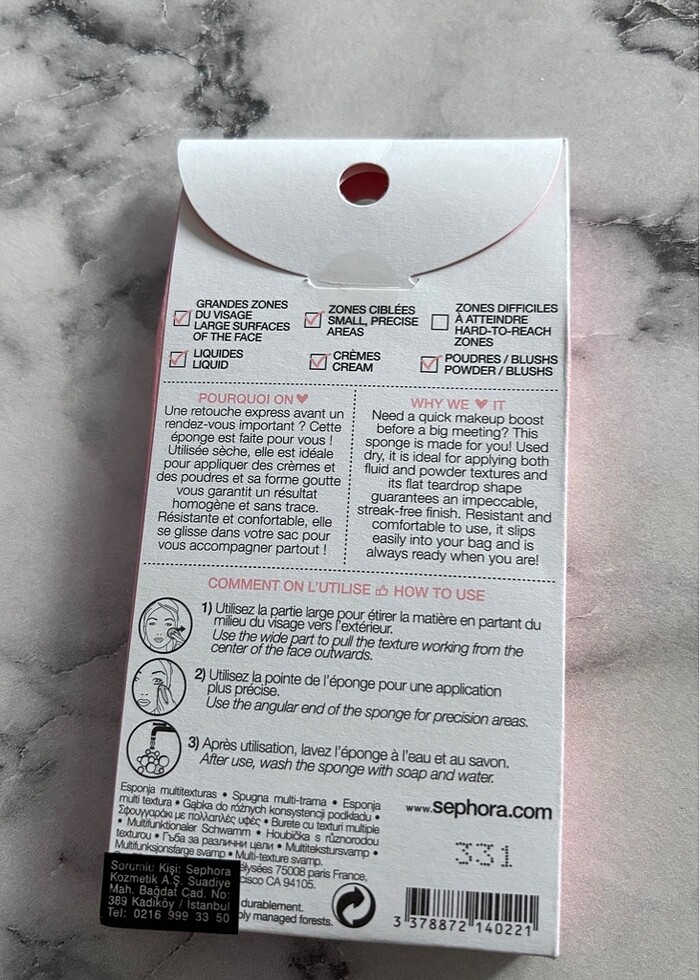 GRANDES ZONES
DU VISAGE
LARGE SURFACES
OF THE FACE
ZONES CIBLÉES
SMALL, PRECISE
AREAS
ZONES DIFFICILES
À ATTEINDRE
HARD-TO-REACH
ZONES
LIQUIDES
LIQUID
CRÈMES
CREAM
POUDRES / BLUSHS
POWDER / BLUSHS
POURQUOI ON
Une retouche express avant un
rendez-vous important ? Cette
éponge est faite pour vous !
Utilisée sèche, elle est idéale
pour appliquer des crèmes et
des poudres et sa forme goutte
vous garantit un résultat
homogène et sans trace.
Résistante et confortable, elle
se glisse dans votre sac pour
vous accompagner partout !
WHY WE ♥ IT
Need a quick makeup boost
before a big meeting? This
sponge is made for you! Used
dry, it is ideal for applying both
fluid and powder textures and
its flat teardrop shape
guarantees an impeccable,
streak-free finish. Resistant and
comfortable to use, it slips
easily into your bag and is
always ready when you are!
COMMENT ON L'UTILISE HOW TO USE
1) Utilisez la partie large pour étirer la matière en partant du
milieu du visage vers l'extérieur.
Use the wide part to pull the texture working from the
center of the face outwards.
2) Utilisez la pointe de l'éponge pour une application
plus précise.
Use the angular end of the sponge for precision areas.
3) Après utilisation, lavez l'éponge à l'eau et au savon.
After use, wash the sponge with soap and water.
Esponja multitexturas • Spugna multi-trama • Esponja
multi textura • Gąbka do różnych konsystencji podkładu •
Σφουγγαράκι με πολλαπλές υφές • Burete cu texturi multiple
• Multifunktionaler Schwamm • Houbička s různorodou
texturou • Гъба за различни цели • Multitekstursvamp •
Multifunksjonsfarge svamp • Multi-texture svamp.
élysées 75008 paris France,
cisco CA 94105.
durablement.
bly managed forests.
Sorumlu Kişi: Sephora
Kozmetik A.Ş. Suadiye
Mah. Bağdat Cad. No:
389 Kadıköy / İstanbul
Tel: 0216 999 33 50
www.sephora.com
331
3 378872 140221